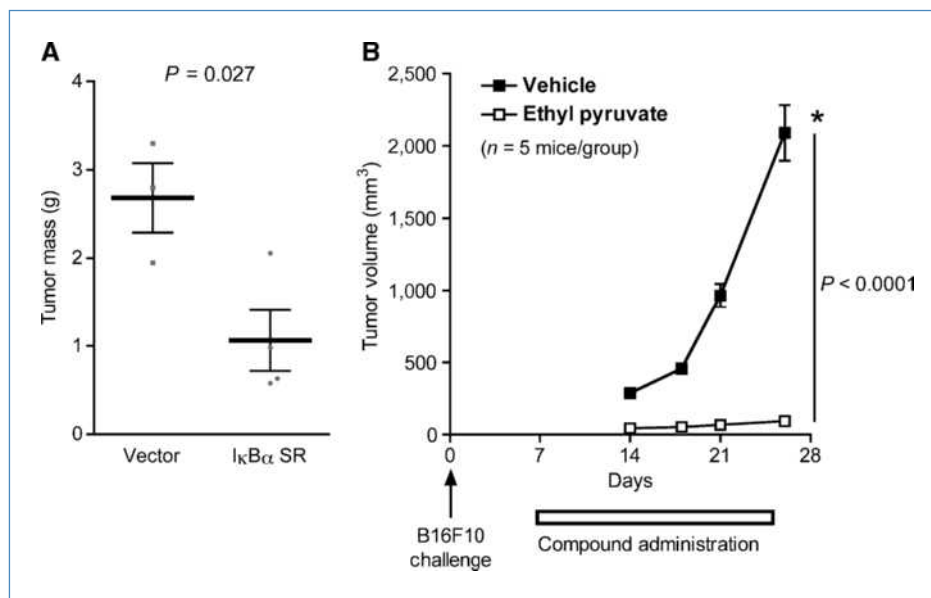 A
P = 0.027
Tumor mass (g)
4
3
2
1
0
Vector
IκBα SR
B
Vehicle
Ethyl pyruvate
(n = 5 mice/group)
Tumor volume (mm³)
2,500
2,000
1,500
1,000
500
0
*
P < 0.0001
0 7 14 21 28
Days
B16F10
challenge
Compound administration